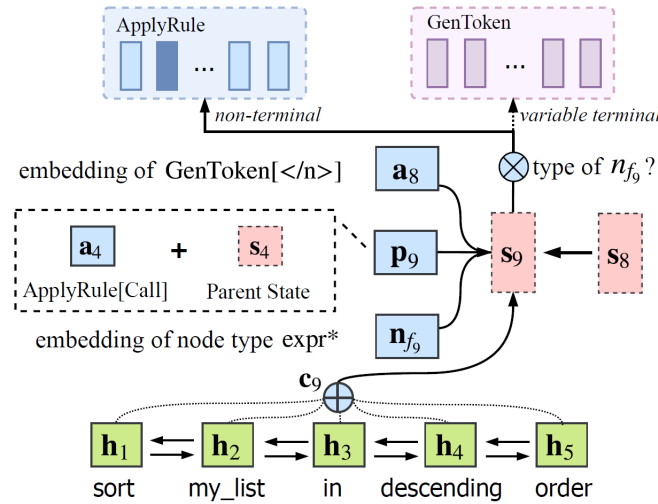 ApplyRule
GenToken
...
...
non-terminal
variable terminal
embedding of GenToken[</n>]
a8
type of nf9?
a4 + s4
ApplyRule[Call] Parent State
p9
s9
s8
embedding of node type expr*
nf9
c9
h1 h2 h3 h4 h5
sort my_list in descending order